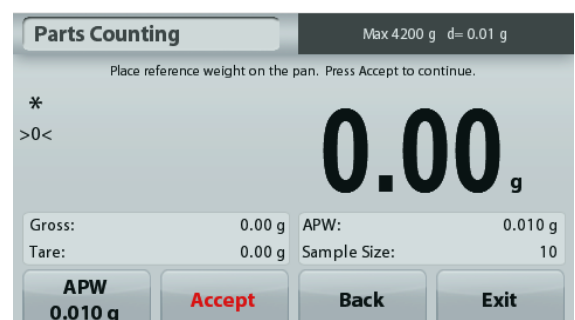 Parts Counting
Max 4200 g d= 0.01 g
Place reference weight on the pan. Press Accept to continue.
*
>0<
0.00 g
Gross: 0.00 g APW: 0.010 g
Tare: 0.00 g Sample Size: 10
APW Accept Back Exit
0.010 g